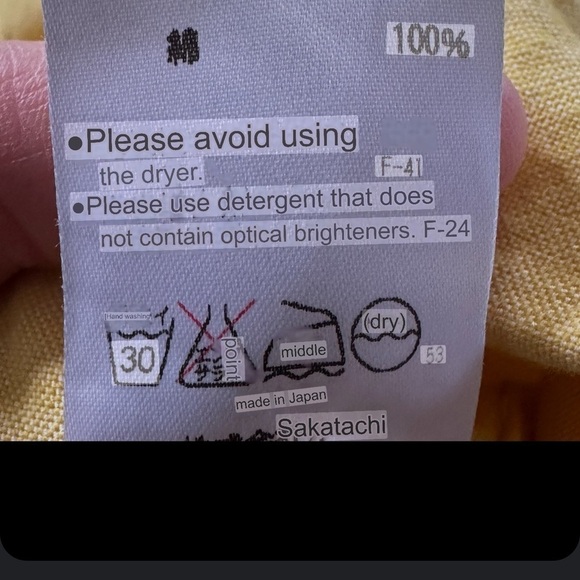 綿 100%
●Please avoid using
the dryer. F-41
●Please use detergent that does
not contain optical brighteners. F-24
Hand washing イ
30
point
middle
(dry)
53
made in Japan
Sakatachi